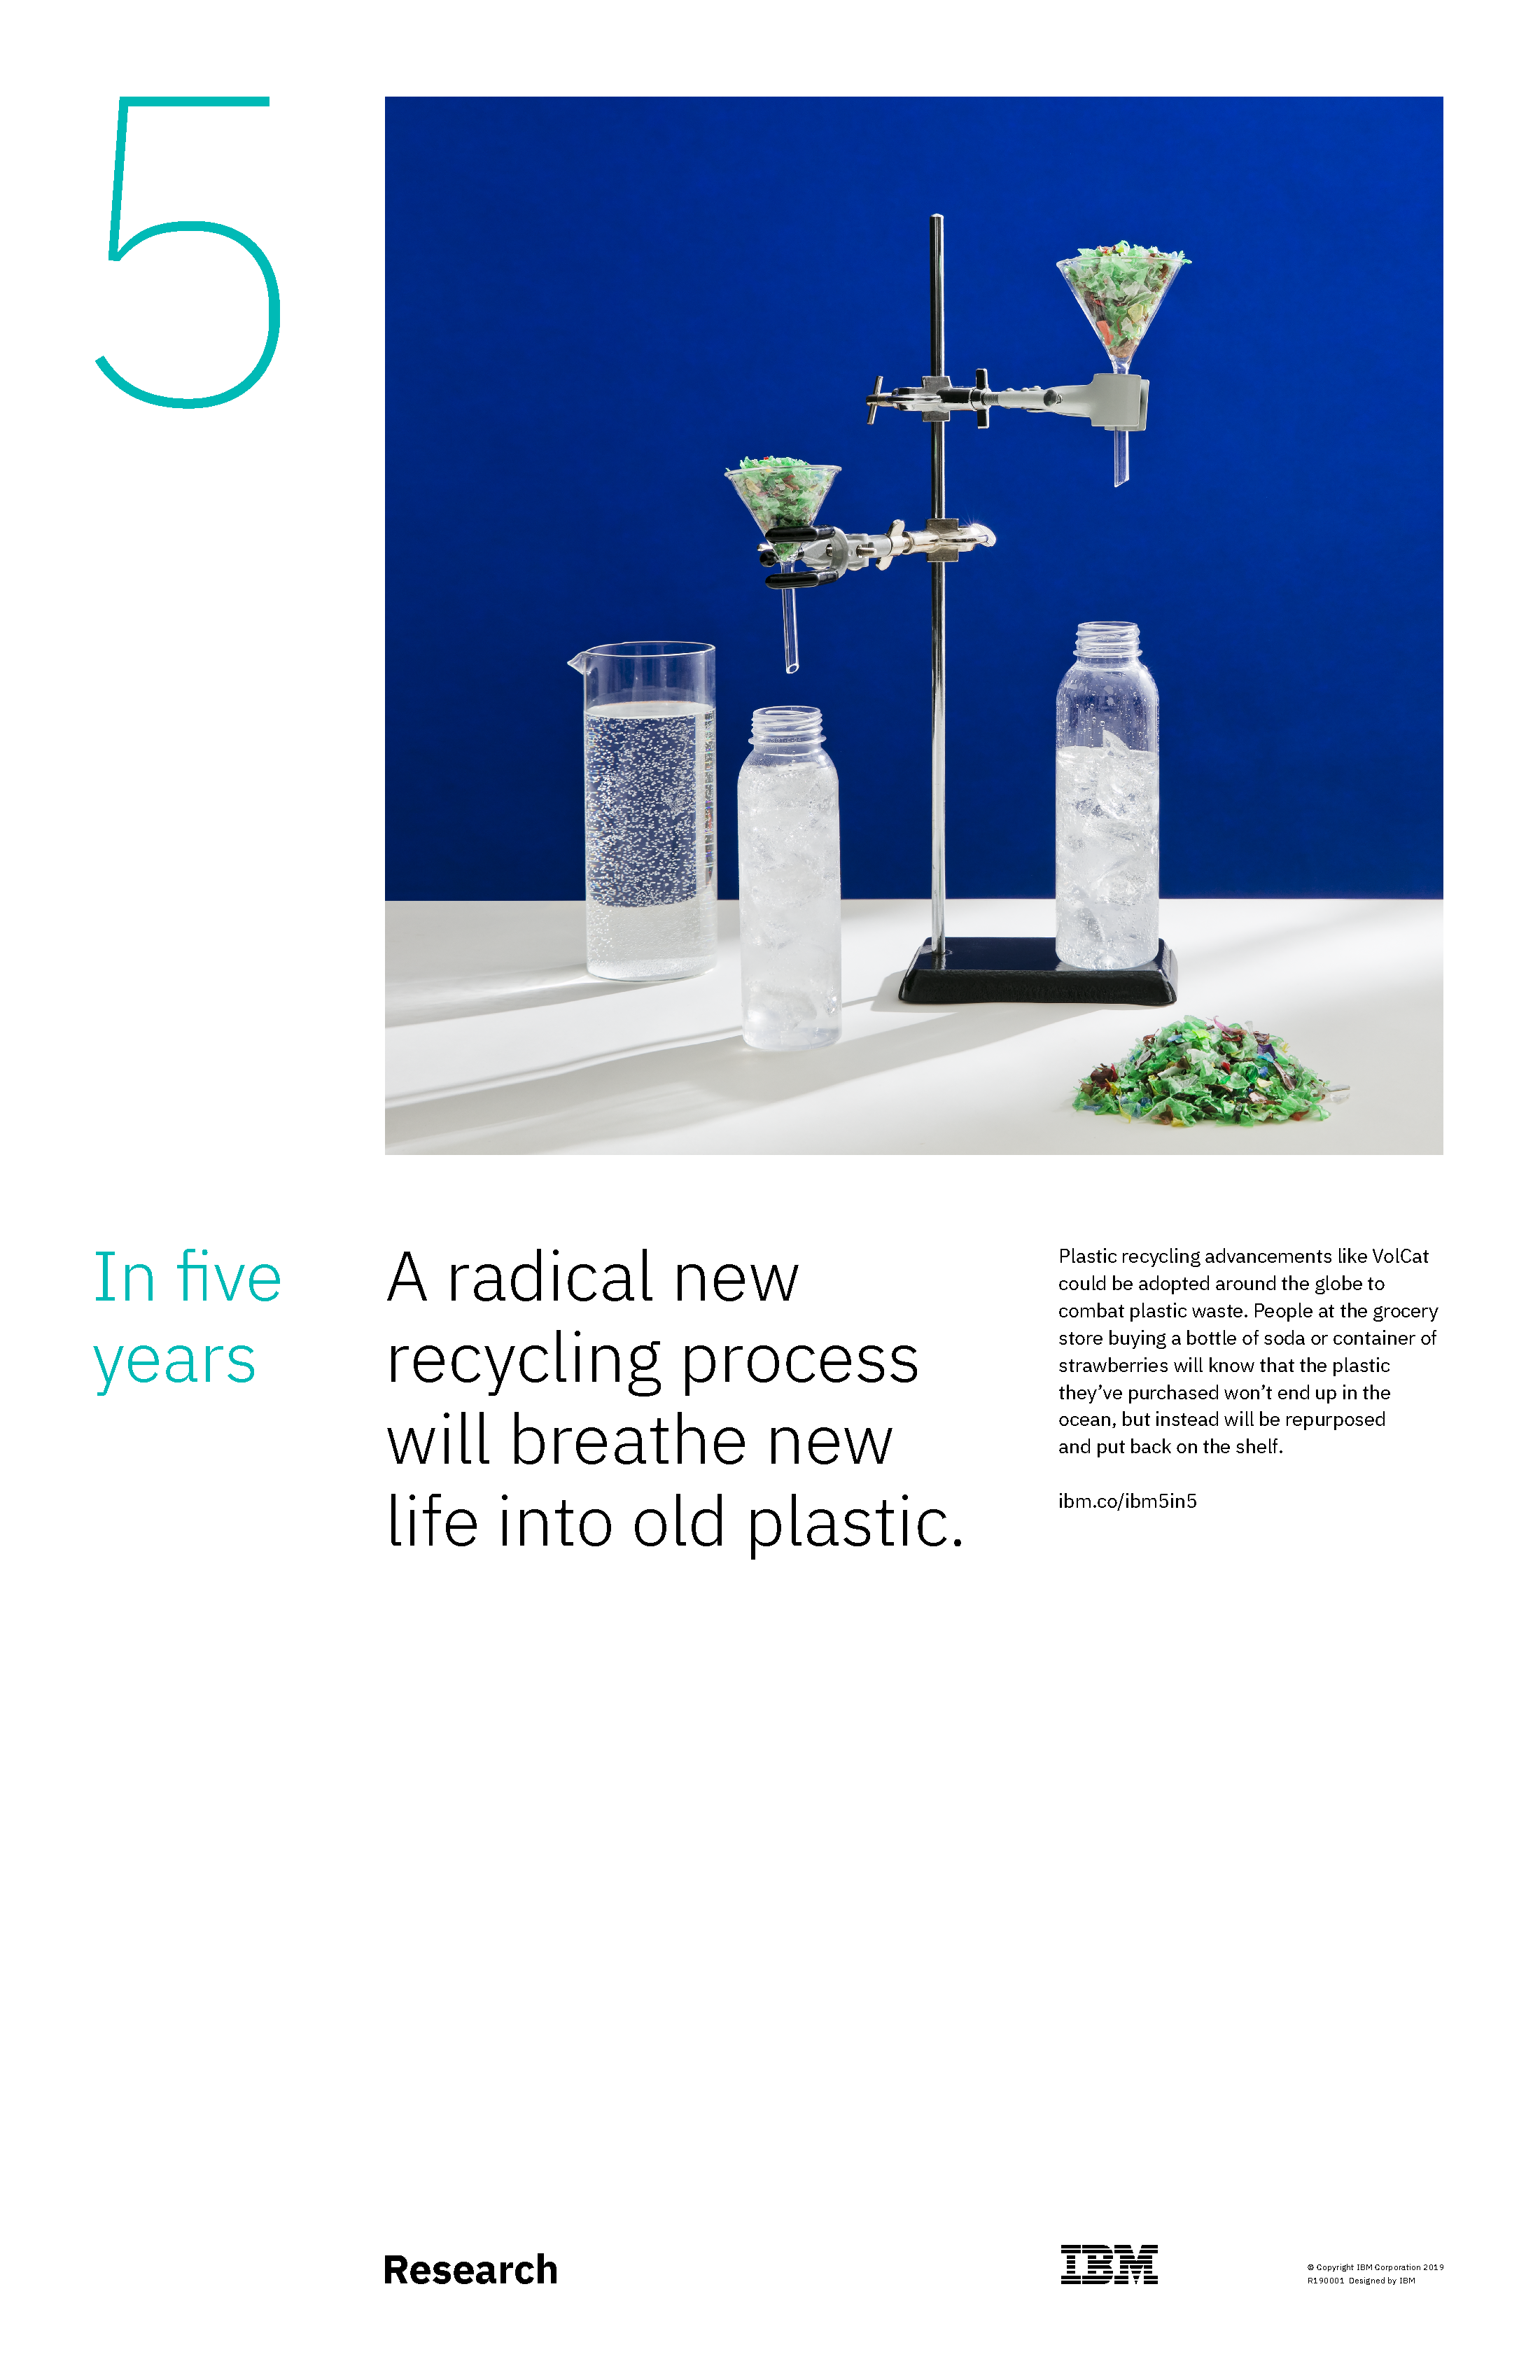 5
In five
years
A radical new
recycling process
will breathe new
life into old plastic.
Plastic recycling advancements like VolCat
could be adopted around the globe to
combat plastic waste. People at the grocery
store buying a bottle of soda or container of
strawberries will know that the plastic
they’ve purchased won’t end up in the
ocean, but instead will be repurposed
and put back on the shelf.
ibm.co/ibm5in5
Research
IBM
© Copyright IBM Corporation 2019
R190001 Designed by IBM